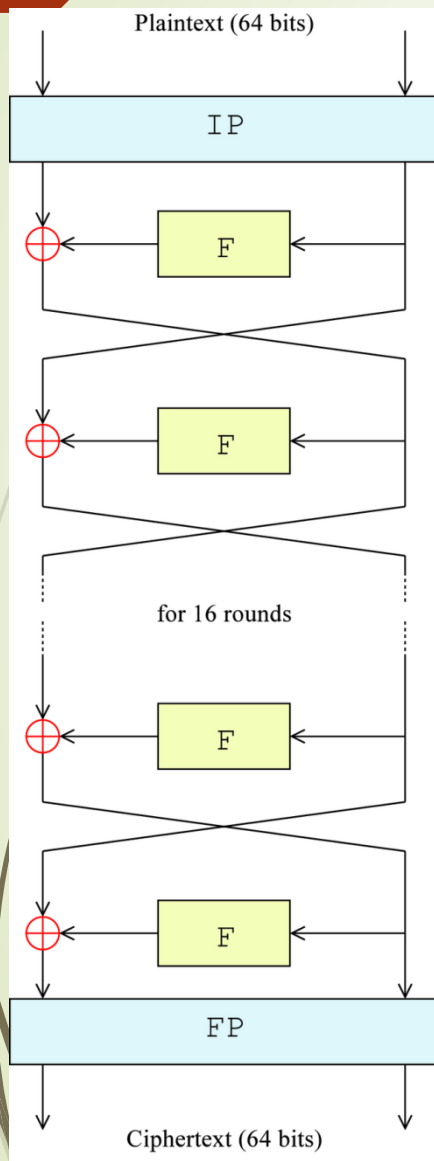 Plaintext (64 bits)
IP
F
F
for 16 rounds
F
F
FP
Ciphertext (64 bits)